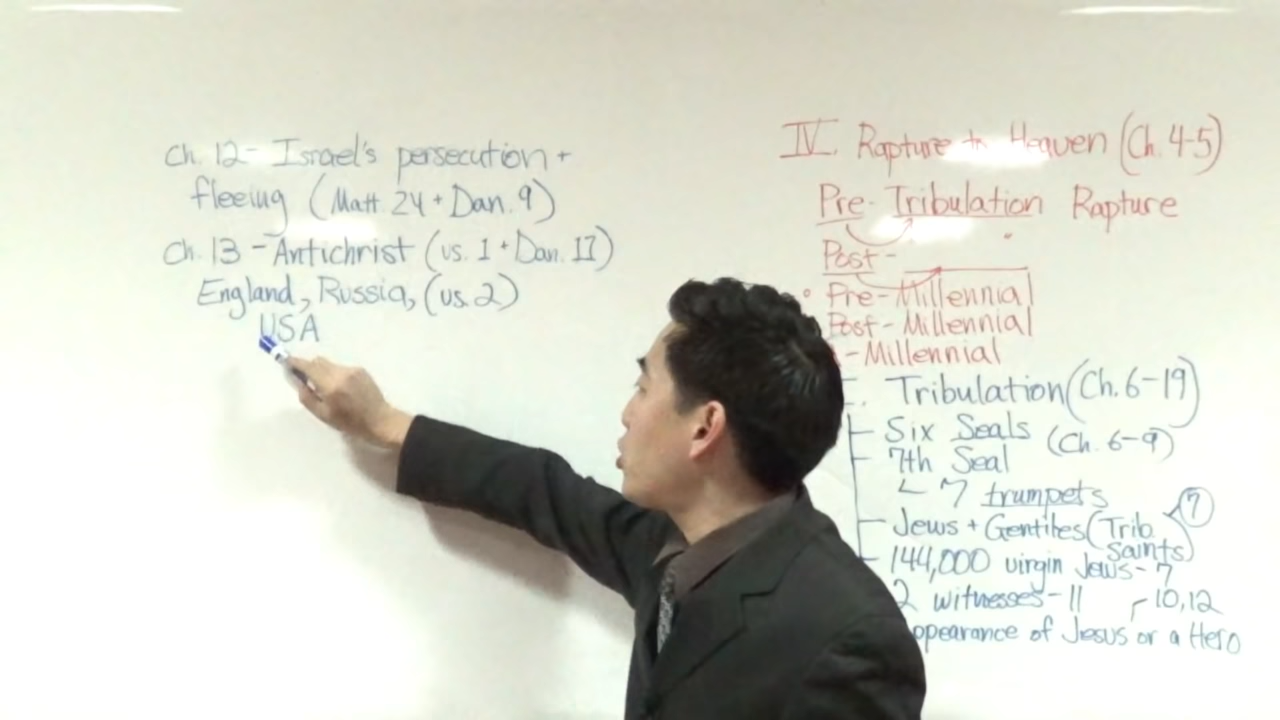 Ch. 12 - Israel's persecution +
fleeing (Matt. 24 + Dan. 9)
Ch. 13 - Antichrist (vs. 1 + Dan. 11)
England, Russia, (vs. 2)
USA
IV. Rapture to Heaven (Ch. 4-5)
Pre-Tribulation Rapture
Post-
Pre-Millennial
Post-Millennial
-Millennial
Tribulation (Ch. 6-19)
Six Seals (Ch. 6-9)
7th Seal
7 trumpets
Jews + Gentiles (Trib. saints) 7
144,000 virgin Jews - 7
2 witnesses - 11
10, 12
ppearance of Jesus or a Hero